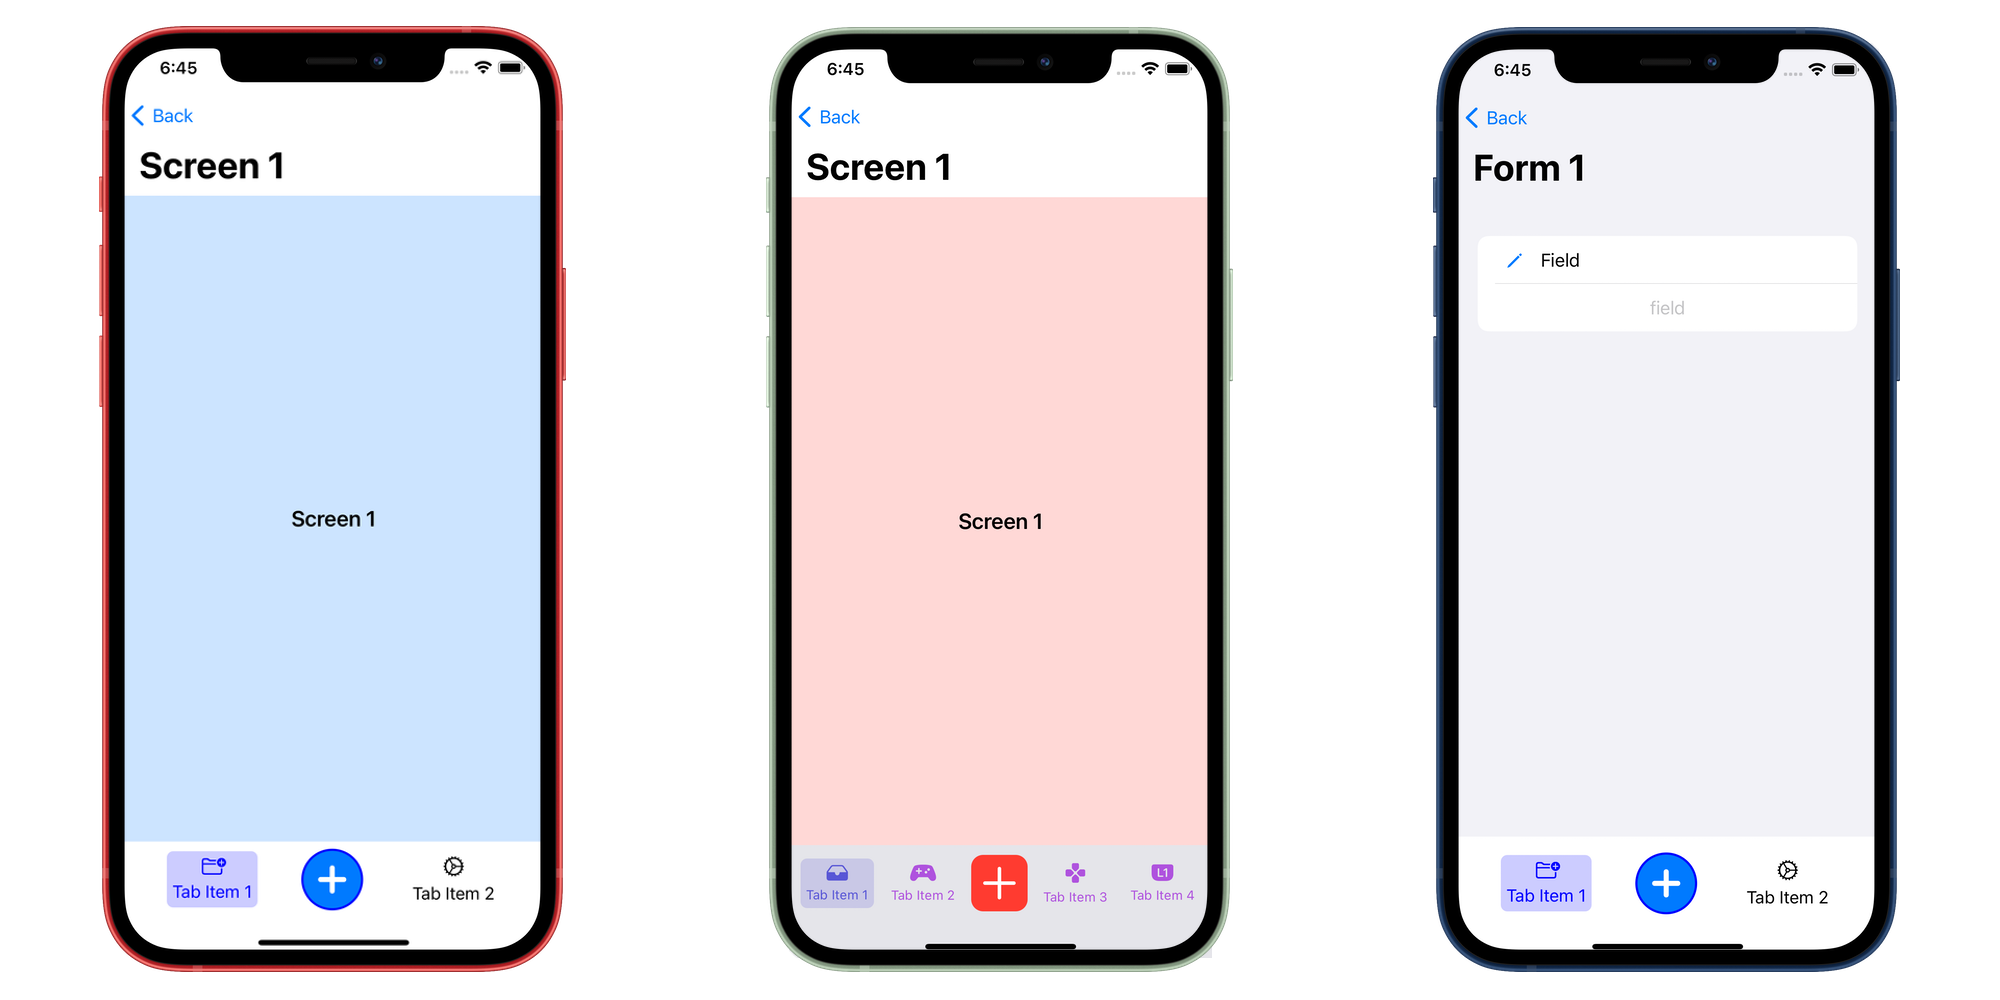 6:45
Back
Screen 1
Screen 1
Tab Item 1
Tab Item 2
6:45
Back
Screen 1
Screen 1
L1
Tab Item 1
Tab Item 2
Tab Item 3
Tab Item 4
6:45
Back
Form 1
Field
field
Tab Item 1
Tab Item 2